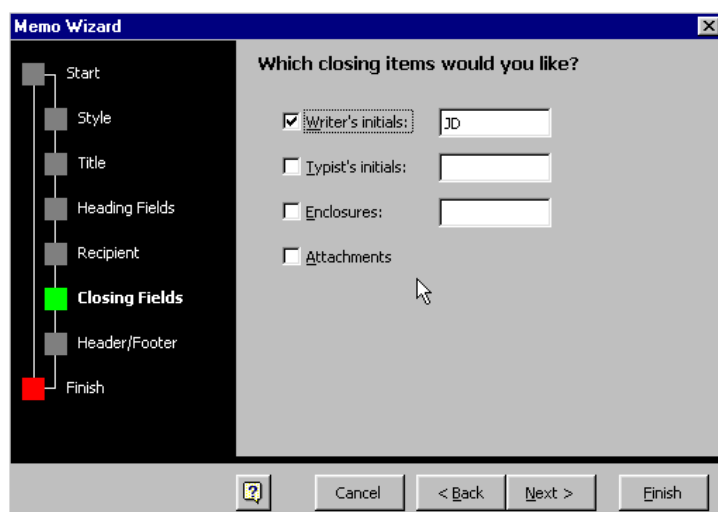 Memo Wizard
Start
Style
Title
Heading Fields
Recipient
Closing Fields
Header/Footer
Finish
Which closing items would you like?
Writer's initials: JD
Typist's initials:
Enclosures:
Attachments
? Cancel < Back Next > Finish